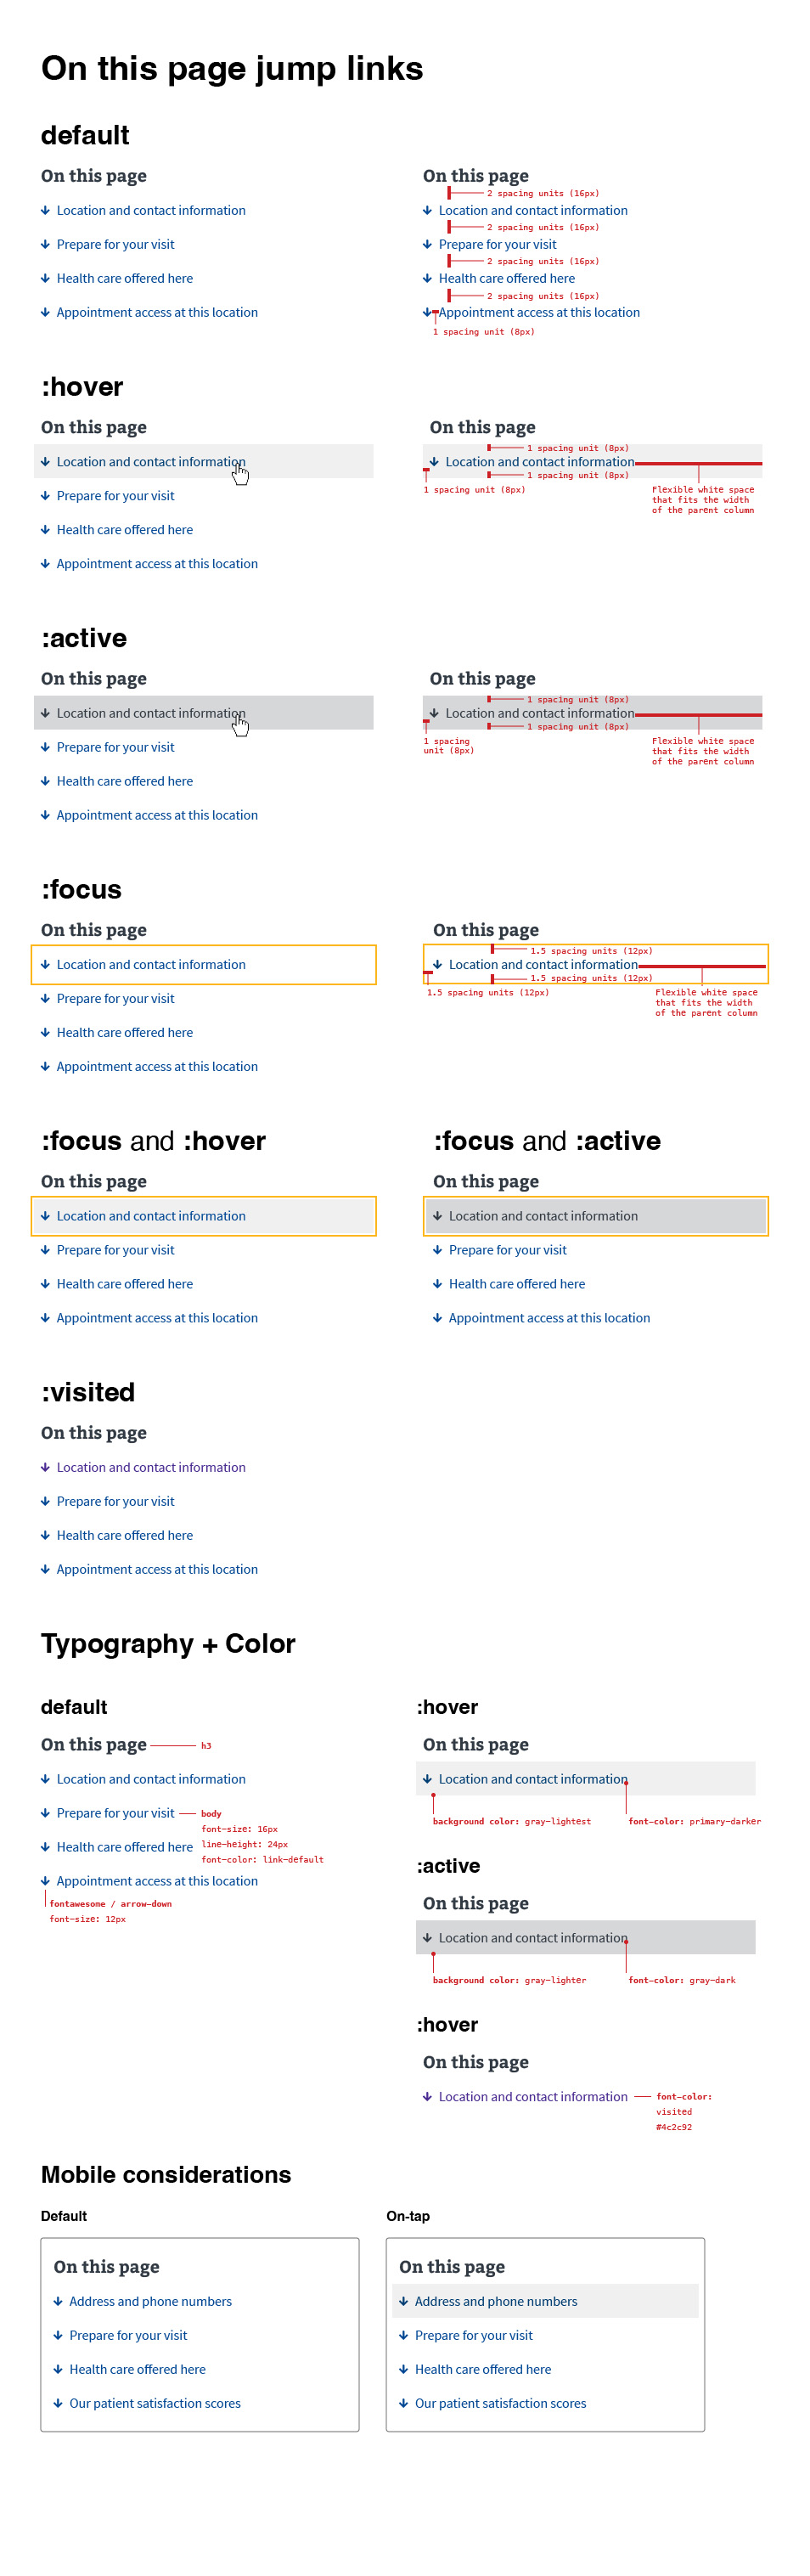 On this page jump links
default
On this page
Location and contact information
Prepare for your visit
Health care offered here
Appointment access at this location
On this page
2 spacing units (16px)
Location and contact information
2 spacing units (16px)
Prepare for your visit
2 spacing units (16px)
Health care offered here
2 spacing units (16px)
Appointment access at this location
1 spacing unit (8px)
:hover
On this page
Location and contact information
Prepare for your visit
Health care offered here
Appointment access at this location
On this page
1 spacing unit (8px)
Location and contact information
1 spacing unit (8px)
1 spacing unit (8px)
Flexible white space
that fits the width
of the parent column
:active
On this page
Location and contact information
Prepare for your visit
Health care offered here
Appointment access at this location
On this page
1 spacing unit (8px)
Location and contact information
1 spacing unit (8px)
1 spacing
unit (8px)
Flexible white space
that fits the width
of the parent column
:focus
On this page
Location and contact information
Prepare for your visit
Health care offered here
Appointment access at this location
On this page
1.5 spacing units (12px)
Location and contact information
1.5 spacing units (12px)
1.5 spacing units (12px)
Flexible white space
that fits the width
of the parent column
:focus and :hover
On this page
Location and contact information
Prepare for your visit
Health care offered here
Appointment access at this location
:focus and :active
On this page
Location and contact information
Prepare for your visit
Health care offered here
Appointment access at this location
:visited
On this page
Location and contact information
Prepare for your visit
Health care offered here
Appointment access at this location
Typography + Color
default
On this page
h3
Location and contact information
Prepare for your visit
body
font-size: 16px
line-height: 24px
font-color: link-default
Health care offered here
Appointment access at this location
fontawesome / arrow-down
font-size: 12px
:hover
On this page
Location and contact information
background color: gray-lightest
font-color: primary-darker
:active
On this page
Location and contact information
background color: gray-lighter
font-color: gray-dark
:hover
On this page
Location and contact information
font-color:
visited
#4c2c92
Mobile considerations
Default
On this page
Address and phone numbers
Prepare for your visit
Health care offered here
Our patient satisfaction scores
On-tap
On this page
Address and phone numbers
Prepare for your visit
Health care offered here
Our patient satisfaction scores